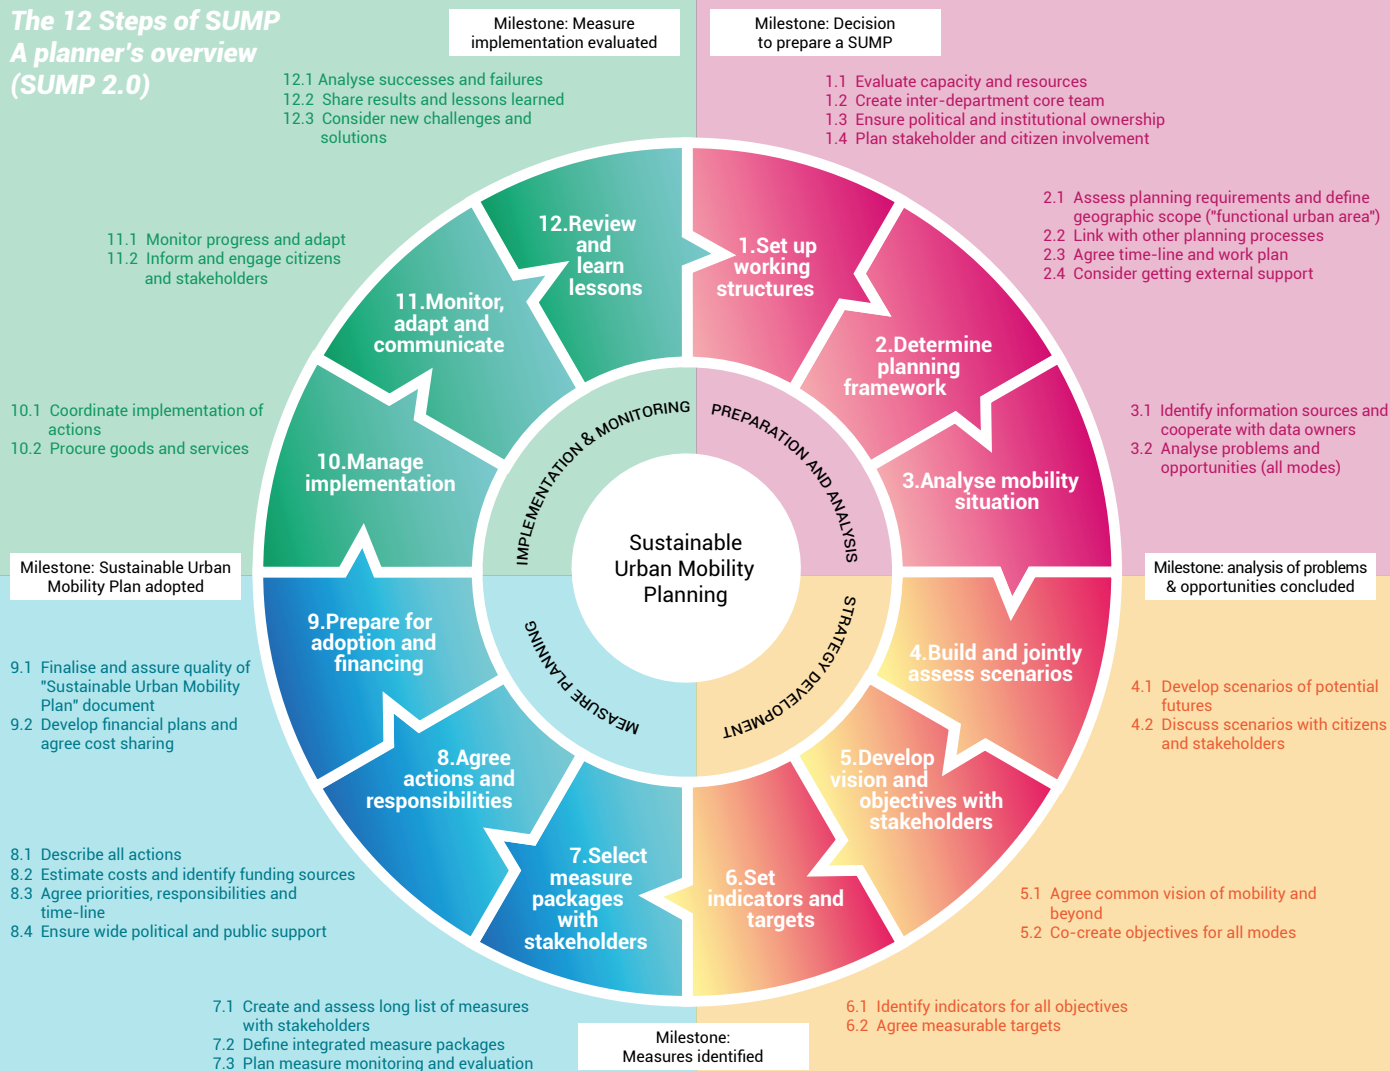 The 12 Steps of SUMP
A planner's overview
(SUMP 2.0)
Milestone: Measure
implementation evaluated
Milestone: Decision
to prepare a SUMP
12.1 Analyse successes and failures
12.2 Share results and lessons learned
12.3 Consider new challenges and
solutions
1.1 Evaluate capacity and resources
1.2 Create inter-department core team
1.3 Ensure political and institutional ownership
1.4 Plan stakeholder and citizen involvement
2.1 Assess planning requirements and define
geographic scope ("functional urban area")
2.2 Link with other planning processes
2.3 Agree time-line and work plan
2.4 Consider getting external support
11.1 Monitor progress and adapt
11.2 Inform and engage citizens
and stakeholders
12.Review
and
learn
lessons
1.Set up
working
structures
11.Monitor,
adapt and
communicate
2.Determine
planning
framework
10.1 Coordinate implementation of
actions
10.2 Procure goods and services
3.1 Identify information sources and
cooperate with data owners
3.2 Analyse problems and
opportunities (all modes)
10.Manage
implementation
3.Analyse mobility
situation
IMPLEMENTATION & MONITORING
PREPARATION AND ANALYSIS
Sustainable
Urban Mobility
Planning
Milestone: Sustainable Urban
Mobility Plan adopted
Milestone: analysis of problems
& opportunities concluded
MEASURE PLANNING
STRATEGY DEVELOPMENT
9.Prepare for
adoption and
financing
4.Build and jointly
assess scenarios
9.1 Finalise and assure quality of
"Sustainable Urban Mobility
Plan" document
9.2 Develop financial plans and
agree cost sharing
4.1 Develop scenarios of potential
futures
4.2 Discuss scenarios with citizens
and stakeholders
8.Agree
actions and
responsibilities
5.Develop
vision and
objectives with
stakeholders
7.Select
measure
packages
with
stakeholders
6.Set
indicators and
targets
8.1 Describe all actions
8.2 Estimate costs and identify funding sources
8.3 Agree priorities, responsibilities and
time-line
8.4 Ensure wide political and public support
5.1 Agree common vision of mobility and
beyond
5.2 Co-create objectives for all modes
7.1 Create and assess long list of measures
with stakeholders
7.2 Define integrated measure packages
7.3 Plan measure monitoring and evaluation
6.1 Identify indicators for all objectives
6.2 Agree measurable targets
Milestone:
Measures identified